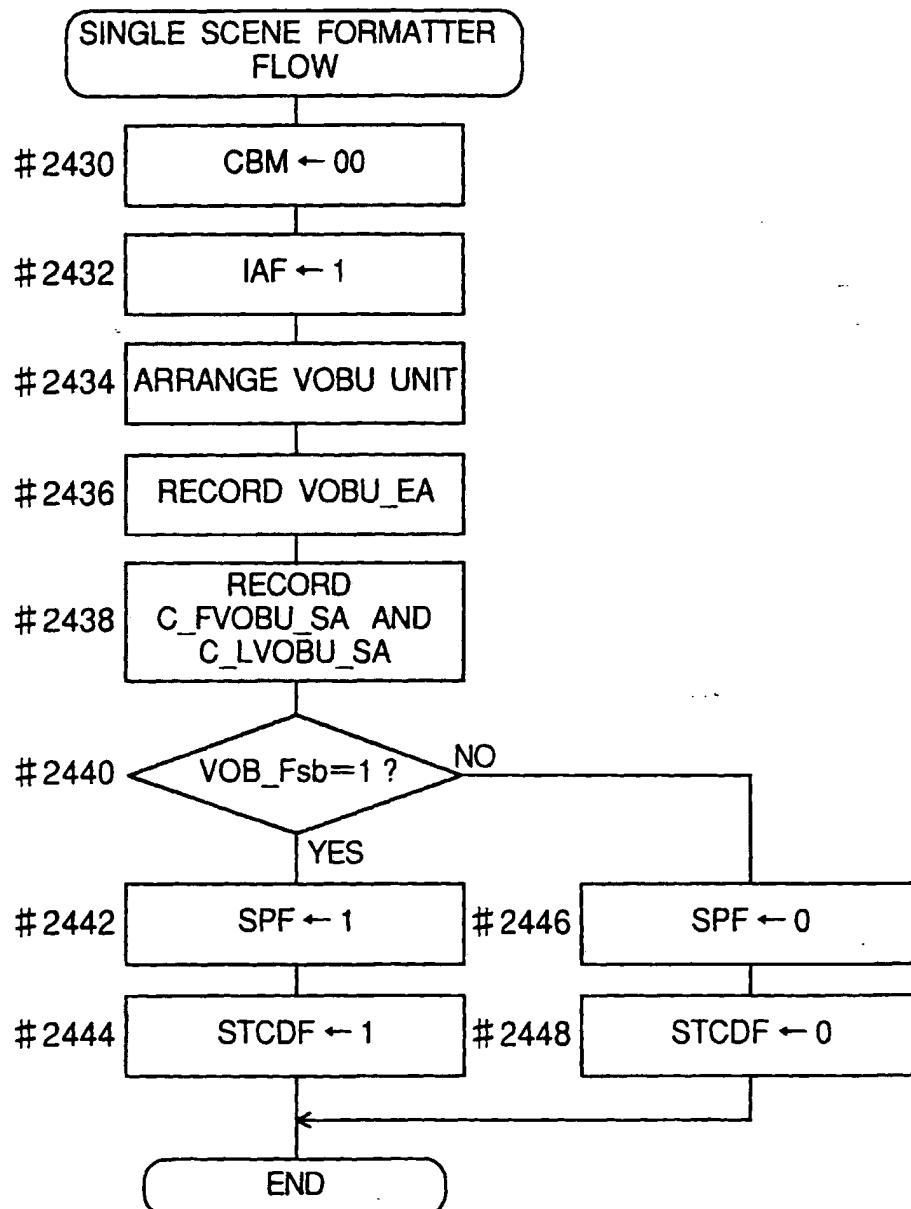 SINGLE SCENE FORMATTER
FLOW
#2430
CBM ← 00
#2432
IAF ← 1
#2434
ARRANGE VOBU UNIT
#2436
RECORD VOBU_EA
#2438
RECORD
C_FVOBU_SA AND
C_LVOBU_SA
#2440
VOB_Fsb=1 ?
NO
YES
#2442
SPF ← 1
#2446
SPF ← 0
#2444
STCDF ← 1
#2448
STCDF ← 0
END